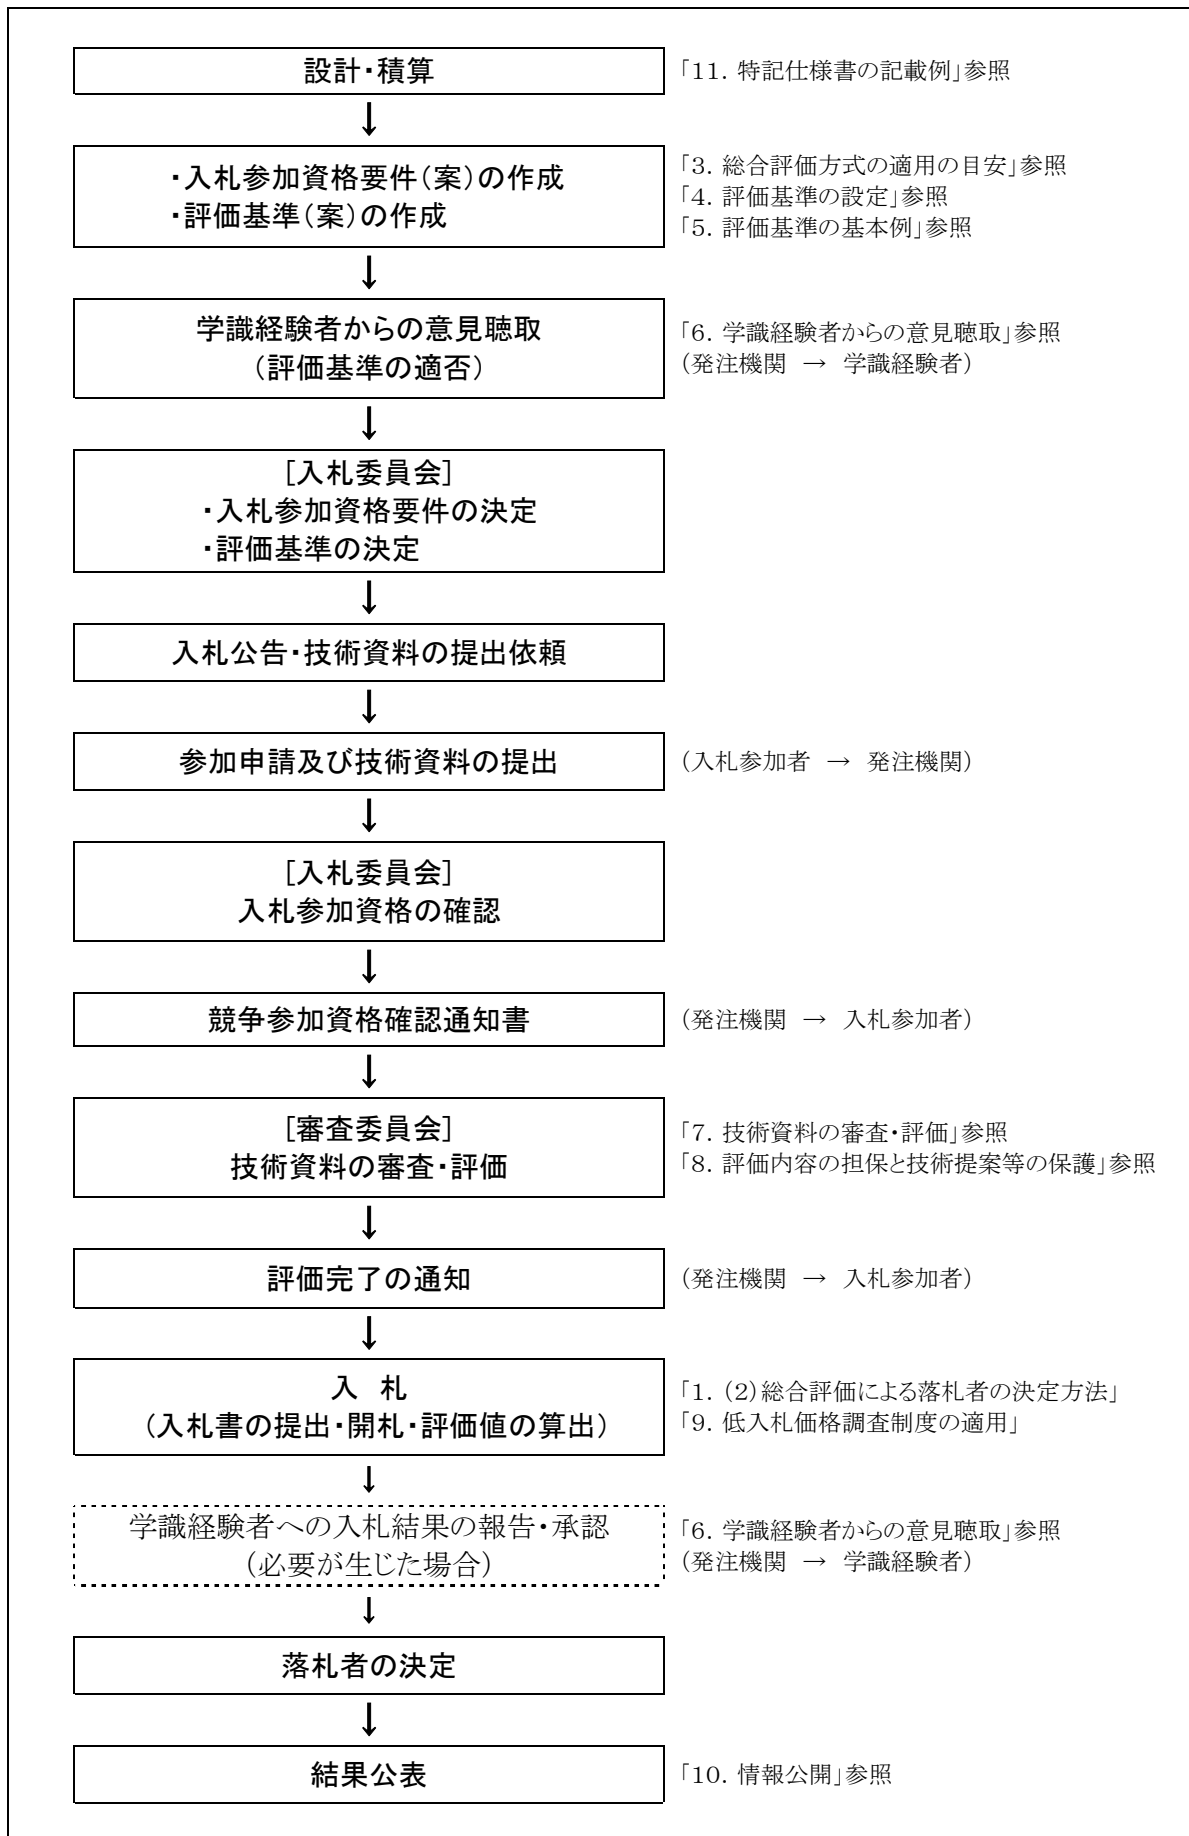 設計・積算
「11．特記仕様書の記載例」参照
↓
・入札参加資格要件(案)の作成
・評価基準(案)の作成
「3．総合評価方式の適用の目安」参照
「4．評価基準の設定」参照
「5．評価基準の基本例」参照
↓
学識経験者からの意見聴取
(評価基準の適否)
「6．学識経験者からの意見聴取」参照
(発注機関 → 学識経験者)
↓
[入札委員会]
・入札参加資格要件の決定
・評価基準の決定
↓
入札公告・技術資料の提出依頼
↓
参加申請及び技術資料の提出
(入札参加者 → 発注機関)
↓
[入札委員会]
入札参加資格の確認
↓
競争参加資格確認通知書
(発注機関 → 入札参加者)
↓
[審査委員会]
技術資料の審査・評価
「7．技術資料の審査・評価」参照
「8．評価内容の担保と技術提案等の保護」参照
↓
評価完了の通知
(発注機関 → 入札参加者)
↓
入 札
(入札書の提出・開札・評価値の算出)
「1．(2)総合評価による落札者の決定方法」
「9．低入札価格調査制度の適用」
↓
学識経験者への入札結果の報告・承認
(必要が生じた場合)
「6．学識経験者からの意見聴取」参照
(発注機関 → 学識経験者)
↓
落札者の決定
↓
結果公表
「10．情報公開」参照